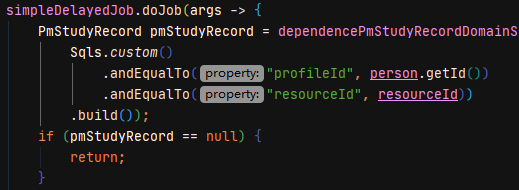 simpleDelayedJob.doJob(args -> {
    PmStudyRecord pmStudyRecord = dependencePmStudyRecordDomainS
        Sqls.custom()
            .andEqualTo( property: "profileId", person.getId())
            .andEqualTo( property: "resourceId", resourceId))
        .build());
    if (pmStudyRecord == null) {
        return;
    }